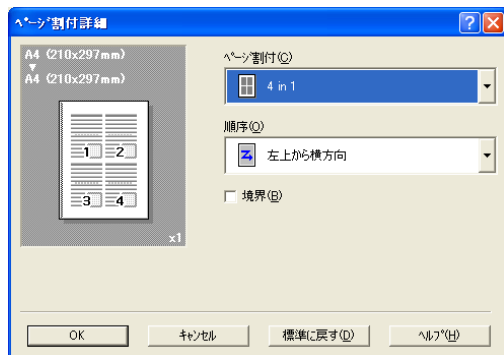 ﾍﾟｰｼﾞ割付詳細
A4 (210x297mm)
A4 (210x297mm)
1 2
3 4
x1
ﾍﾟｰｼﾞ割付(C)
4 in 1
順序(O)
左上から横方向
境界(B)
OK
ｷｬﾝｾﾙ
標準に戻す(D)
ﾍﾙﾌﾟ(H)